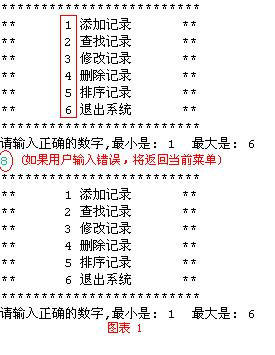 * * * * * * * * * * * * * * * * * * * * * * *
** 1 添加记录 **
** 2 查找记录 **
** 3 修改记录 **
** 4 删除记录 **
** 5 排序记录 **
** 6 退出系统 **
* * * * * * * * * * * * * * * * * * * * * * *
请输入正确的数字,最小是: 1 最大是: 6
8 (如果用户输入错误，将返回当前菜单)
* * * * * * * * * * * * * * * * * * * * * * *
** 1 添加记录 **
** 2 查找记录 **
** 3 修改记录 **
** 4 删除记录 **
** 5 排序记录 **
** 6 退出系统 **
* * * * * * * * * * * * * * * * * * * * * * *
请输入正确的数字,最小是: 1 最大是: 6
图表 1